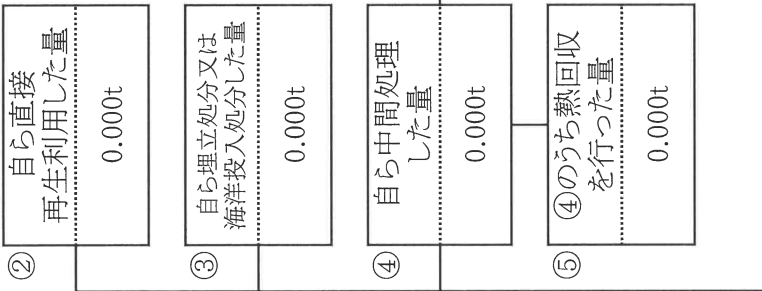 ②
自ら直接
再生利用した量
0.000t
③
自ら埋立処分又は
海洋投入処分した量
0.000t
④
自ら中間処理
した量
0.000t
⑤
④のうち熱回収
を行った量
0.000t